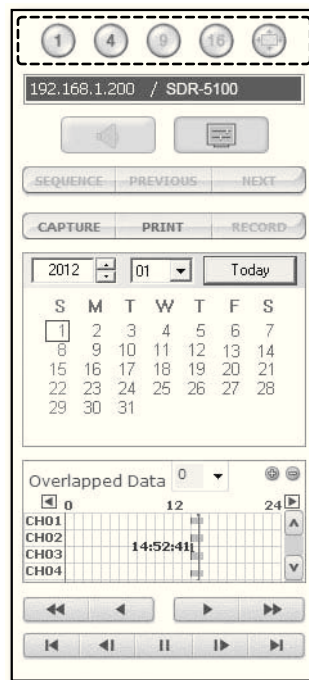 1 4 9 16
192.168.1.200 / SDR-5100
SEQUENCE PREVIOUS NEXT
CAPTURE PRINT RECORD
2012 01 Today
S M T W T F S
1 2 3 4 5 6 7
8 9 10 11 12 13 14
15 16 17 18 19 20 21
22 23 24 25 26 27 28
29 30 31
Overlapped Data 0
0 12 24
CH01
CH02
14:52:41
CH03
CH04